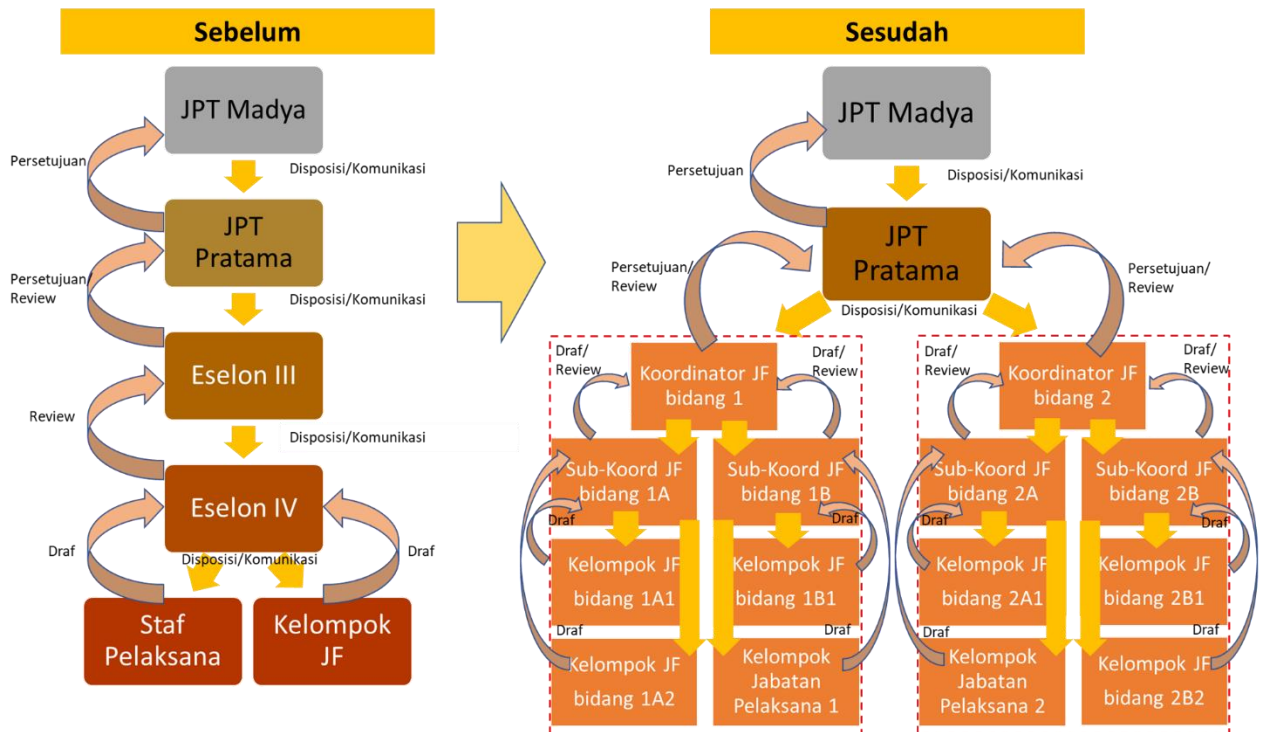 Sebelum
JPT Madya
Persetujuan
Disposisi/Komunikasi
JPT
Pratama
Persetujuan/
Review
Disposisi/Komunikasi
Eselon III
Review
Disposisi/Komunikasi
Eselon IV
Draf
Disposisi/Komunikasi
Draf
Staf
Pelaksana
Kelompok
JF
Sesudah
JPT Madya
Persetujuan
Disposisi/Komunikasi
JPT
Pratama
Persetujuan/
Review
Persetujuan/
Review
Disposisi/Komunikasi
Draf/
Review
Koordinator JF
bidang 1
Draf/
Review
Sub-Koord JF
bidang 1A
Sub-Koord JF
bidang 1B
Draf
Draf
Kelompok JF
bidang 1A1
Kelompok JF
bidang 1B1
Draf
Draf
Kelompok JF
bidang 1A2
Kelompok
Jabatan
Pelaksana 1
Draf/
Review
Koordinator JF
bidang 2
Draf/
Review
Sub-Koord JF
bidang 2A
Sub-Koord JF
bidang 2B
Draf
Draf
Kelompok JF
bidang 2A1
Kelompok JF
bidang 2B1
Draf
Draf
Kelompok
Jabatan
Pelaksana 2
Kelompok JF
bidang 2B2